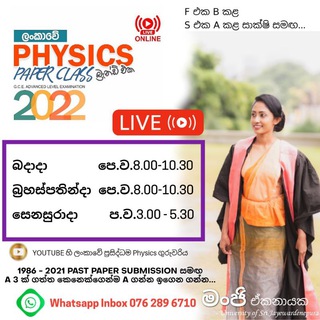 ලංකාවේ
PHYSICS
PAPER CLASS බ්‍රැන්ඩ් එක
G.C.E. ADVANCED LEVEL EXAMINATION
2022
LIVE
ONLINE
F එක B කළ
S එක A කළ සාක්ෂි සමඟ...
LIVE
බදාදා පෙ.ව.8.00-10.30
බ්‍රහස්පතින්දා පෙ.ව.8.00-10.30
සෙනසුරාදා ප.ව.3.00 - 5.30
YOUTUBE හි ලංකාවේ ප්‍රසිද්ධම Physics ගුරුවරිය
1986 - 2021 PAST PAPER SUBMISSION සමඟ
A 3 ක් ගත්ත කෙනෙක්ගෙන්ම A ගන්න ඉගෙන ගන්න...
Whatsapp Inbox 076 289 6710
මංජි ඒකනායක
University of Sri Jayewardenepura